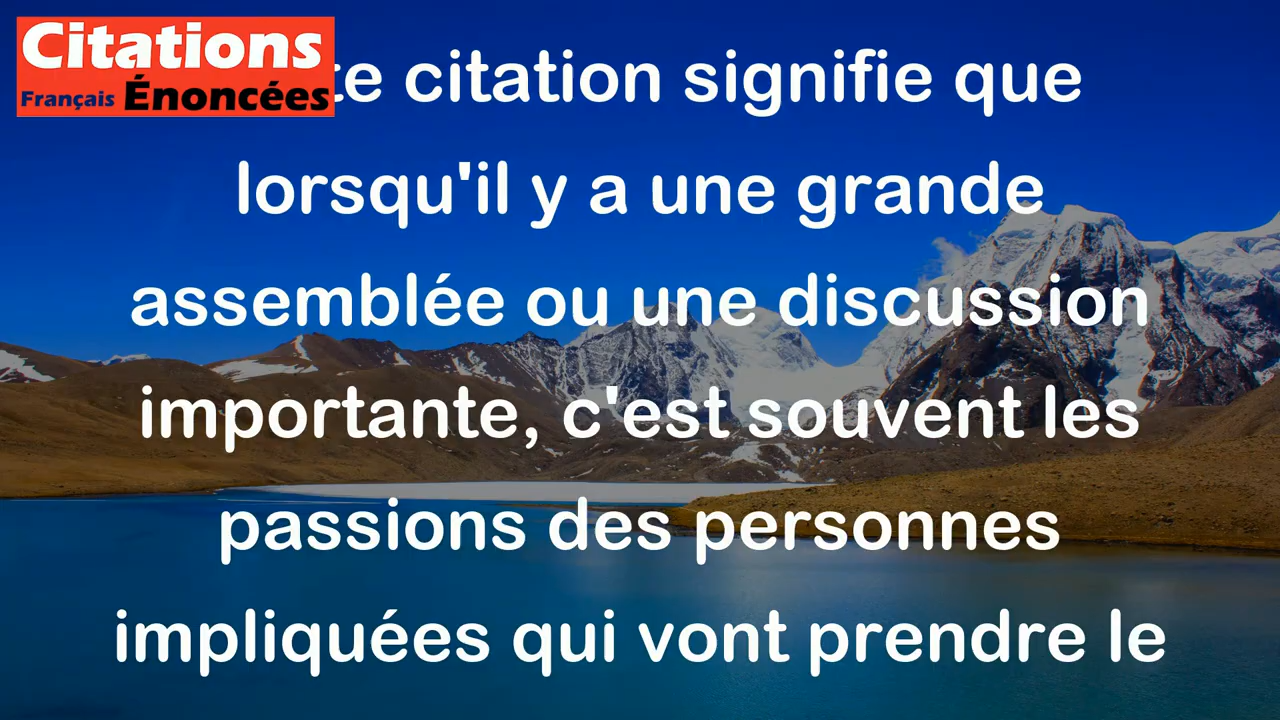 Citations
Français Énoncées
te citation signifie que
lorsqu'il y a une grande
assemblée ou une discussion
importante, c'est souvent les
passions des personnes
impliquées qui vont prendre le